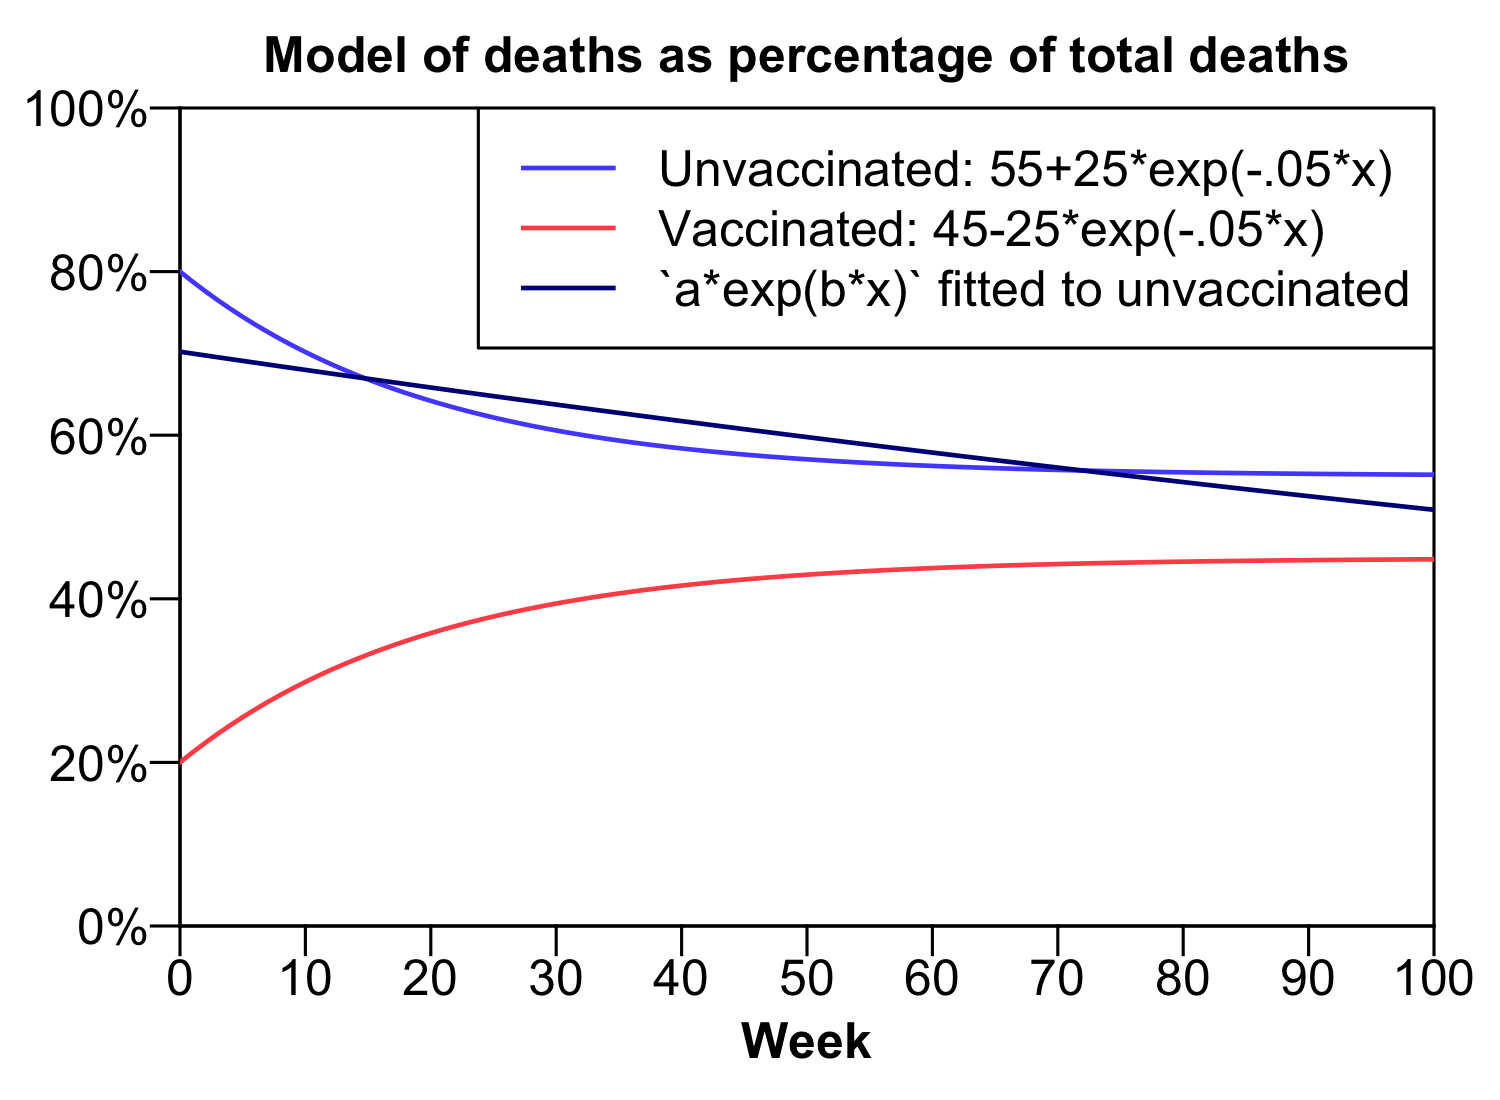 Model of deaths as percentage of total deaths
100%
80%
60%
40%
20%
0%
Unvaccinated: 55+25*exp(-.05*x)
Vaccinated: 45-25*exp(-.05*x)
`a*exp(b*x)` fitted to unvaccinated
0 10 20 30 40 50 60 70 80 90 100
Week